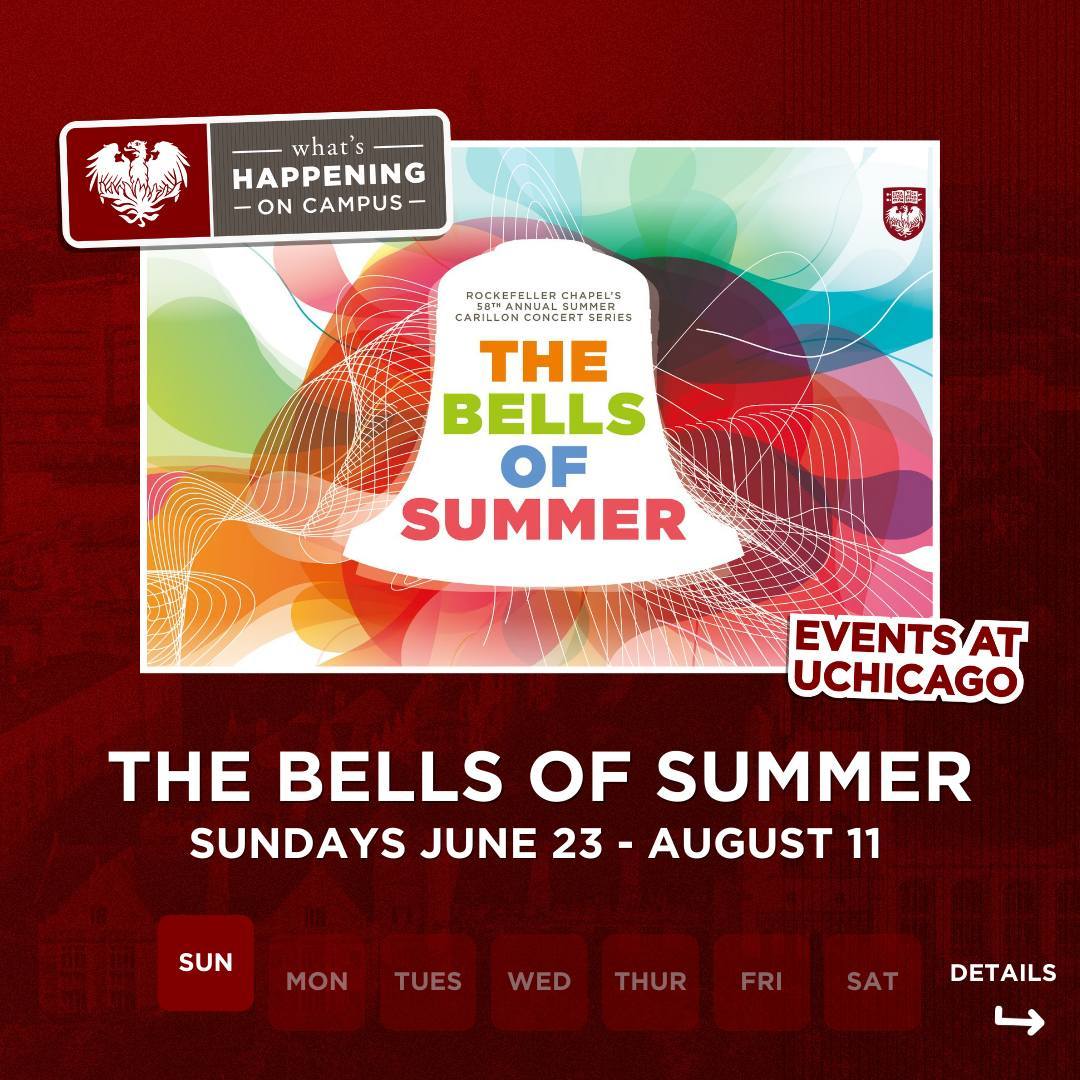 what's
HAPPENING
ON CAMPUS
ROCKEFELLER CHAPEL'S
58TH ANNUAL SUMMER
CARILLON CONCERT SERIES
THE
BELLS
OF
SUMMER
EVENTS AT
UCHICAGO
THE BELLS OF SUMMER
SUNDAYS JUNE 23 - AUGUST 11
SUN MON TUES WED THUR FRI SAT
DETAILS